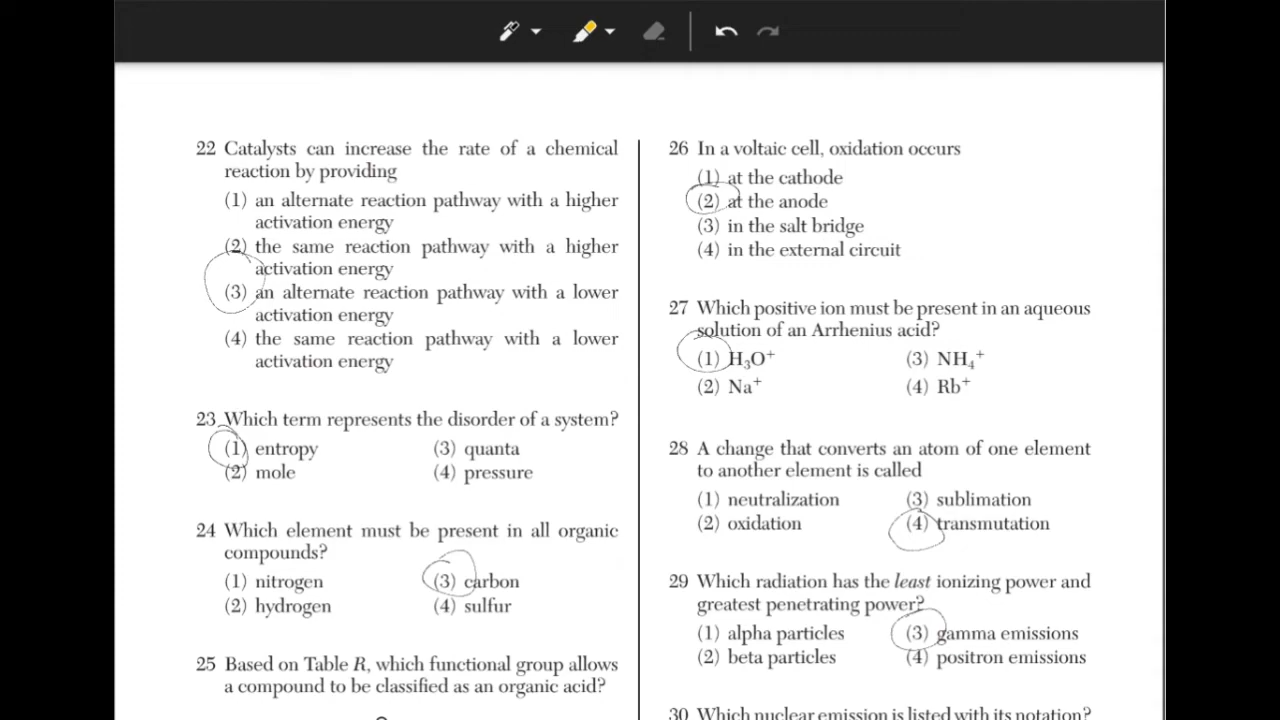 22 Catalysts can increase the rate of a chemical
reaction by providing
(1) an alternate reaction pathway with a higher
activation energy
(2) the same reaction pathway with a higher
activation energy
(3) an alternate reaction pathway with a lower
activation energy
(4) the same reaction pathway with a lower
activation energy
23 Which term represents the disorder of a system?
(1) entropy (3) quanta
(2) mole (4) pressure
24 Which element must be present in all organic
compounds?
(1) nitrogen (3) carbon
(2) hydrogen (4) sulfur
25 Based on Table R, which functional group allows
a compound to be classified as an organic acid?
26 In a voltaic cell, oxidation occurs
(1) at the cathode
(2) at the anode
(3) in the salt bridge
(4) in the external circuit
27 Which positive ion must be present in an aqueous
solution of an Arrhenius acid?
(1) H₃O⁺ (3) NH₄⁺
(2) Na⁺ (4) Rb⁺
28 A change that converts an atom of one element
to another element is called
(1) neutralization (3) sublimation
(2) oxidation (4) transmutation
29 Which radiation has the least ionizing power and
greatest penetrating power?
(1) alpha particles (3) gamma emissions
(2) beta particles (4) positron emissions
30 Which nuclear emission is listed with its notation?